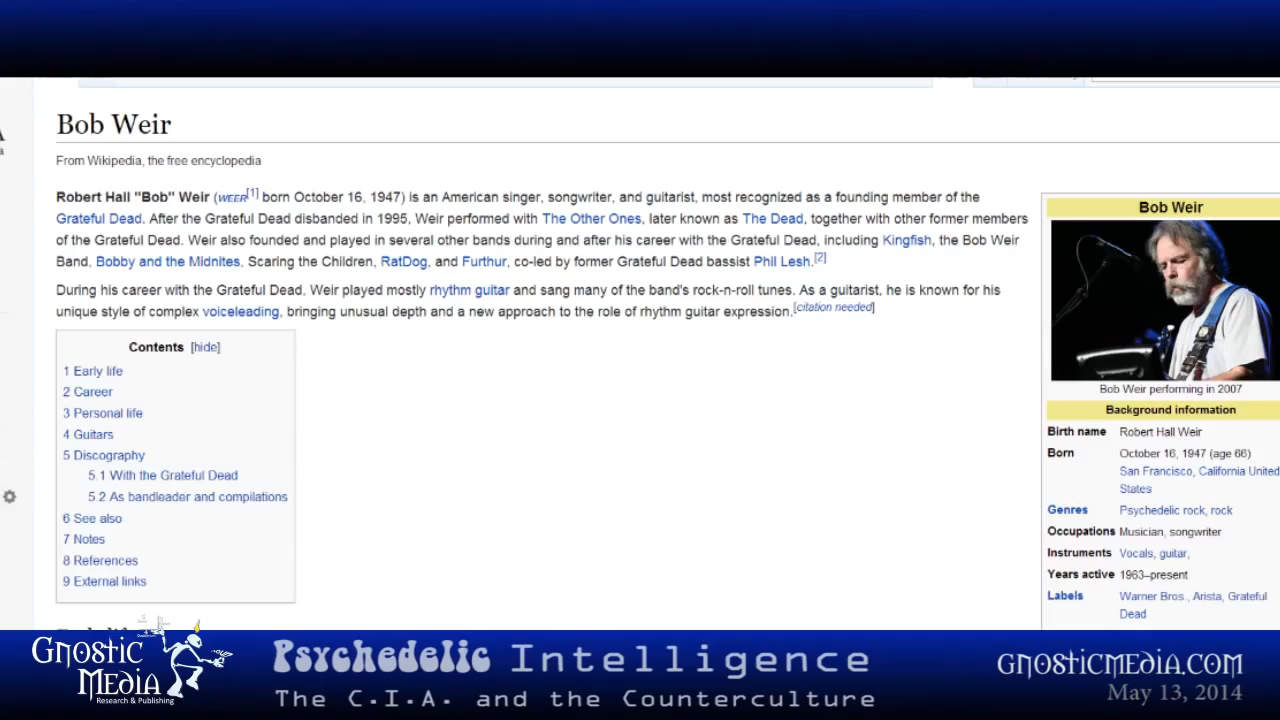 Bob Weir
From Wikipedia, the free encyclopedia
Robert Hall "Bob" Weir (WEER[1] born October 16, 1947) is an American singer, songwriter, and guitarist, most recognized as a founding member of the
Grateful Dead. After the Grateful Dead disbanded in 1995, Weir performed with The Other Ones, later known as The Dead, together with other former members
of the Grateful Dead. Weir also founded and played in several other bands during and after his career with the Grateful Dead, including Kingfish, the Bob Weir
Band, Bobby and the Midnites, Scaring the Children, RatDog, and Furthur, co-led by former Grateful Dead bassist Phil Lesh.[2]
During his career with the Grateful Dead, Weir played mostly rhythm guitar and sang many of the band's rock-n-roll tunes. As a guitarist, he is known for his
unique style of complex voiceleading, bringing unusual depth and a new approach to the role of rhythm guitar expression.[citation needed]
Contents [hide]
1 Early life
2 Career
3 Personal life
4 Guitars
5 Discography
5.1 With the Grateful Dead
5.2 As bandleader and compilations
6 See also
7 Notes
8 References
9 External links
Bob Weir
Bob Weir performing in 2007
Background information
Birth name Robert Hall Weir
Born October 16, 1947 (age 66)
San Francisco, California United
States
Genres Psychedelic rock, rock
Occupations Musician, songwriter
Instruments Vocals, guitar,
Years active 1963–present
Labels Warner Bros., Arista, Grateful
Dead
Gnostic
Media
Research & Publishing
Psychedelic Intelligence
The C.I.A. and the Counterculture
GNOSTICMEDIA.COM
May 13, 2014